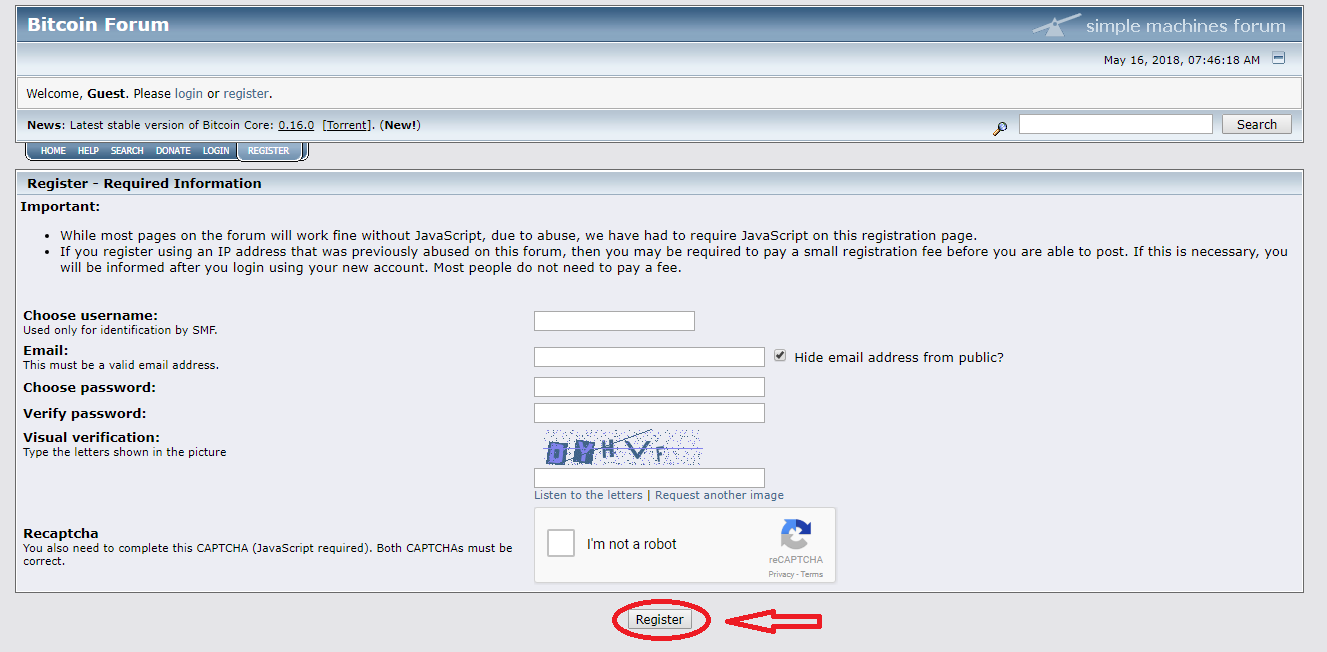 Bitcoin Forum
simple machines forum
May 16, 2018, 07:46:18 AM
Welcome, Guest. Please login or register.
News: Latest stable version of Bitcoin Core: 0.16.0 [Torrent]. (New!)
Search
HOME HELP SEARCH DONATE LOGIN REGISTER
Register - Required Information
Important:
• While most pages on the forum will work fine without JavaScript, due to abuse, we have had to require JavaScript on this registration page.
• If you register using an IP address that was previously abused on this forum, then you may be required to pay a small registration fee before you are able to post. If this is necessary, you
will be informed after you login using your new account. Most people do not need to pay a fee.
Choose username:
Used only for identification by SMF.
Email:
This must be a valid email address.
Hide email address from public?
Choose password:
Verify password:
Visual verification:
Type the letters shown in the picture
Listen to the letters | Request another image
Recaptcha
You also need to complete this CAPTCHA (JavaScript required). Both CAPTCHAs must be
correct.
I'm not a robot
reCAPTCHA
Privacy - Terms
Register